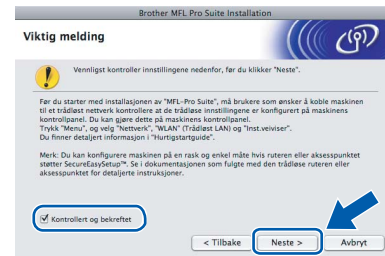 Brother MFL Pro Suite Installation
Viktig melding
Vennligst kontroller innstillingene nedenfor, før du klikker "Neste".
Før du starter med installasjonen av "MFL-Pro Suite", må brukere som ønsker å koble maskinen
til et trådløst nettverk kontrollere at de trådløse innstillingene er konfigurert på maskinens
kontrollpanel. Du kan gjøre dette på maskinens kontrollpanel.
Trykk "Menu", og velg "Nettverk", "WLAN" (Trådløst LAN) og "Inst.veiviser".
Du finner detaljert informasjon i "Hurtigstartguide".
Merk: Du kan konfigurere maskinen på en rask og enkel måte hvis ruteren eller aksesspunktet
støtter SecureEasySetup™. Se i dokumentasjonen som fulgte med den trådløse ruteren eller
aksesspunktet for detaljerte instruksjoner.
Kontrollert og bekreftet
< Tilbake
Neste >
Avbryt